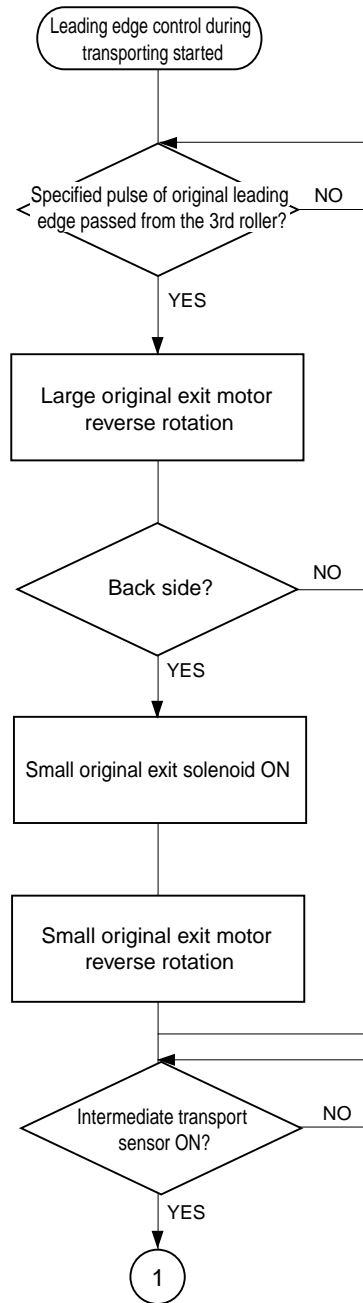 Leading edge control during
transporting started
Specified pulse of original leading
edge passed from the 3rd roller?
NO
YES
Large original exit motor
reverse rotation
Back side?
NO
YES
Small original exit solenoid ON
Small original exit motor
reverse rotation
Intermediate transport
sensor ON?
NO
YES
1